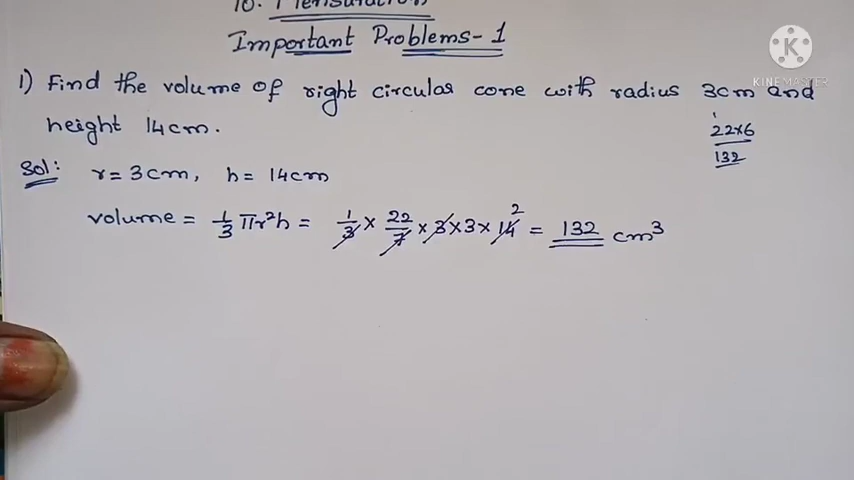 10. Mensuration
Important Problems-1
1) Find the volume of right circular cone with radius 3cm and
height 14cm.
22×6
132
Sol: r = 3cm, h = 14cm
volume = 1/3 πr²h = 1/3 × 22/7 × 3×3× 14 2 = 132 cm³
K
KINEMASTER